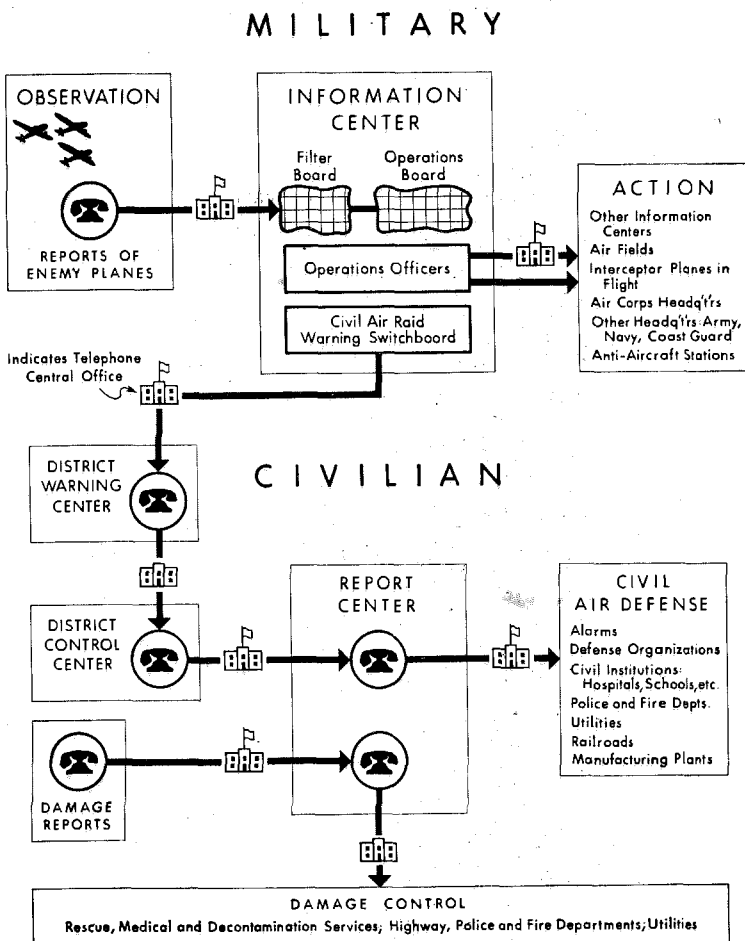 MILITARY
OBSERVATION
REPORTS OF
ENEMY PLANES
INFORMATION
CENTER
Filter
Board
Operations
Board
Operations Officers
Civil Air Raid
Warning Switchboard
ACTION
Other Information
Centers
Air Fields
Interceptor Planes in
Flight
Air Corps Headq't'rs
Other Headq't'rs: Army,
Navy, Coast Guard
Anti-Aircraft Stations
Indicates Telephone
Central Office
CIVILIAN
DISTRICT
WARNING
CENTER
DISTRICT
CONTROL
CENTER
REPORT
CENTER
CIVIL
AIR DEFENSE
Alarms
Defense Organizations
Civil Institutions:
Hospitals, Schools, etc.
Police and Fire Depts.
Utilities
Railroads
Manufacturing Plants
DAMAGE
REPORTS
DAMAGE CONTROL
Rescue, Medical and Decontamination Services; Highway, Police and Fire Departments; Utilities